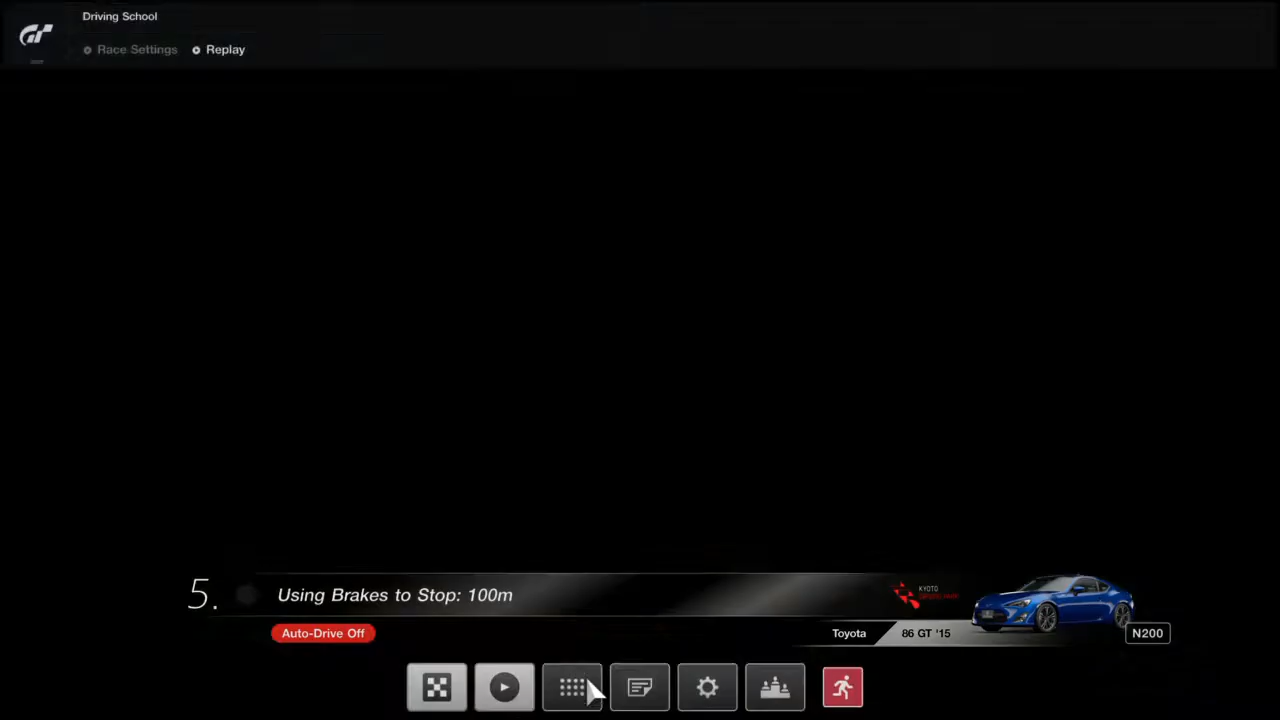 Driving School
Race Settings Replay
5. Using Brakes to Stop: 100m
KYOTO
Auto-Drive Off
Toyota 86 GT '15 N200